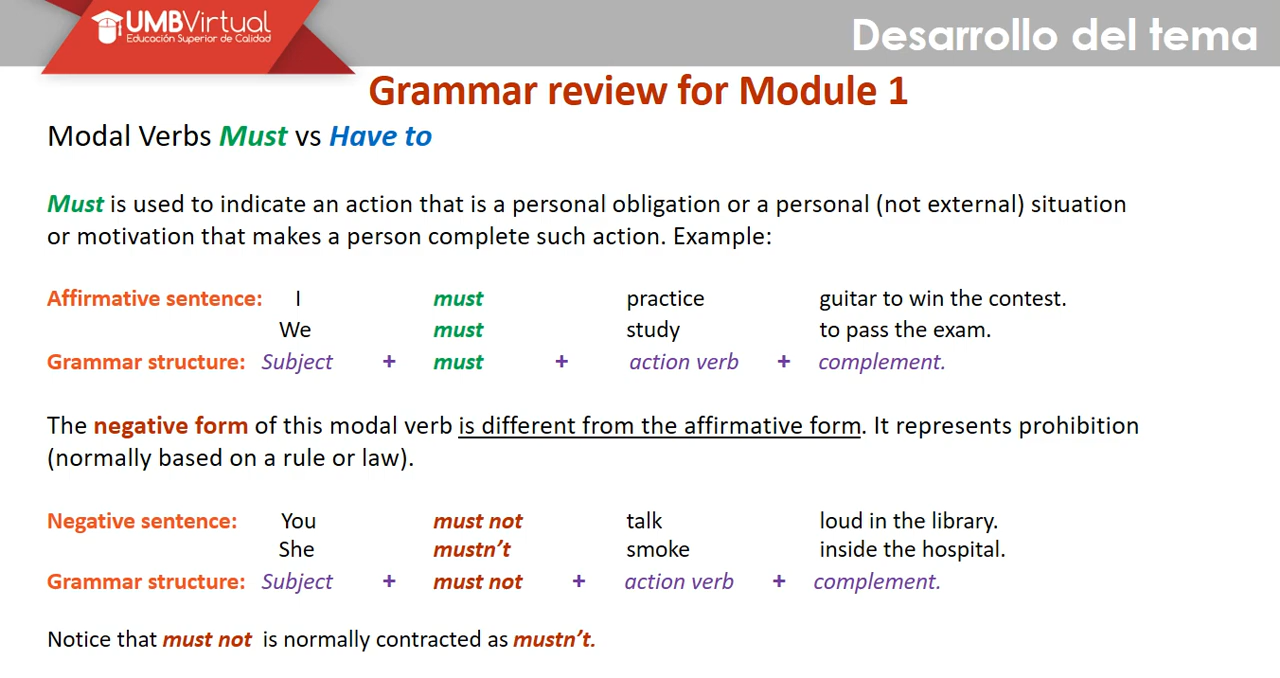 UMBVirtual
Educación Superior de Calidad
Desarrollo del tema
Grammar review for Module 1
Modal Verbs Must vs Have to
Must is used to indicate an action that is a personal obligation or a personal (not external) situation
or motivation that makes a person complete such action. Example:
Affirmative sentence: I must practice guitar to win the contest.
We must study to pass the exam.
Grammar structure: Subject + must + action verb + complement.
The negative form of this modal verb is different from the affirmative form. It represents prohibition
(normally based on a rule or law).
Negative sentence: You must not talk loud in the library.
She mustn’t smoke inside the hospital.
Grammar structure: Subject + must not + action verb + complement.
Notice that must not is normally contracted as mustn’t.